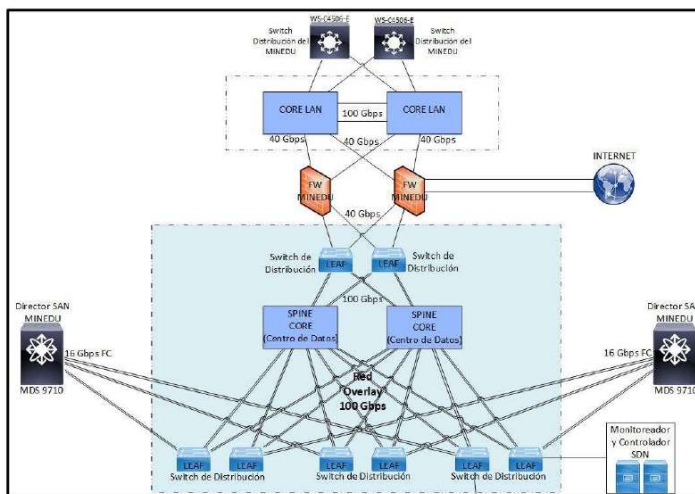 WS-C4506-E
WS-C4506-E
Switch
Distribución del
MINEDU
Switch
Distribución del
MINEDU
CORE LAN
100 Gbps
CORE LAN
40 Gbps
40 Gbps
40 Gbps
FW
MINEDU
FW
MINEDU
INTERNET
40 Gbps
Switch de
Distribución
LEAF
LEAF
Switch de
Distribución
100 Gbps
SPINE
CORE
(Centro de Datos)
SPINE
CORE
(Centro de Datos)
Director SAN
MINEDU
16 Gbps FC
MDS 9710
Director SAN
MINEDU
16 Gbps FC
MDS 9710
Red
Overlay
100 Gbps
LEAF
LEAF
LEAF
LEAF
LEAF
LEAF
Switch de Distribución
Switch de Distribución
Switch de Distribución
Monitoreador
y Controlador
SDN